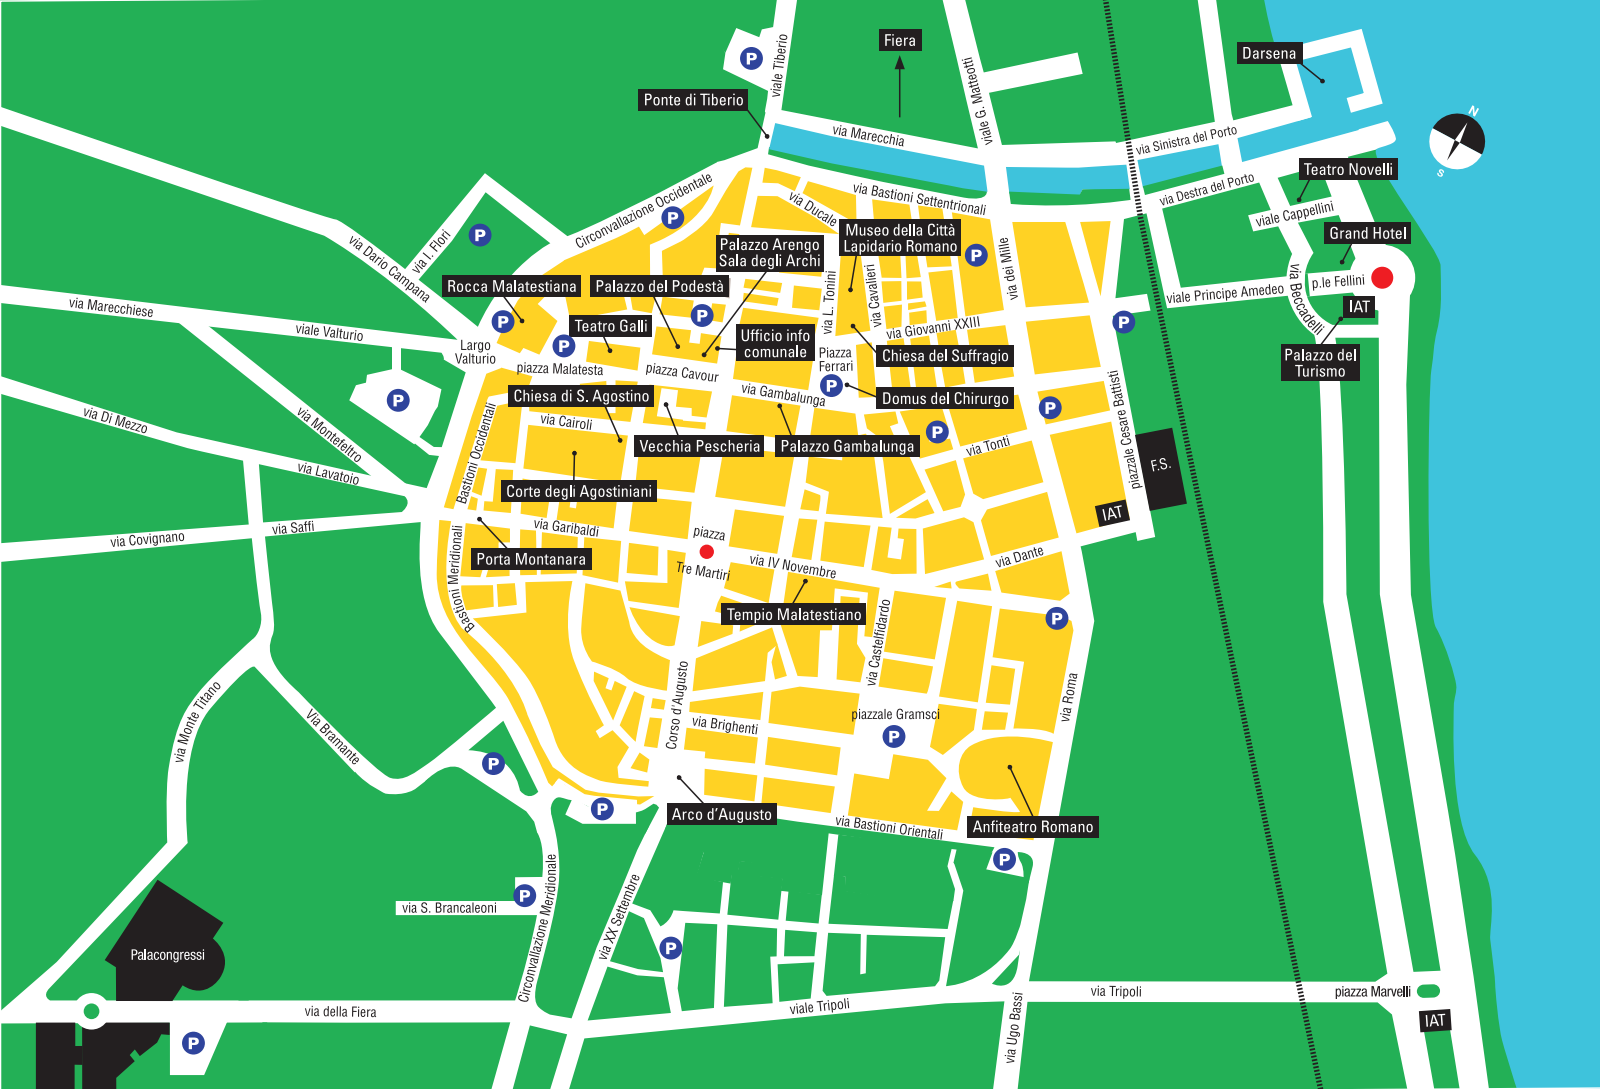 Fiera
Darsena
P
viale Tiberio
viale G. Matteotti
Ponte di Tiberio
via Marecchia
via Sinistra del Porto
N
S
Teatro Novelli
Circonvallazione Occidentale
via Ducale
via Bastioni Settentrionali
via Destra del Porto
viale Cappellini
P
P
via I. Fiori
via Dario Campana
Palazzo Arengo
Sala degli Archi
Museo della Città
Lapidario Romano
P
Grand Hotel
Rocca Malatestiana
Palazzo del Podestà
via L. Tonini
via Cavalieri
via dei Mille
viale Principe Amedeo
via Beccadelli
p.le Fellini
IAT
via Marecchiese
viale Valturio
P
Teatro Galli
P
Ufficio info
comunale
via Giovanni XXIII
P
Largo
Valturio
P
piazza Malatesta
piazza Cavour
Piazza
Ferrari
Chiesa del Suffragio
Palazzo del
Turismo
P
P
Chiesa di S. Agostino
via Gambalunga
Domus del Chirurgo
P
piazzale Cesare Battisti
via Di Mezzo
via Montefeltro
Bastioni Occidentali
via Cairoli
Vecchia Pescheria
Palazzo Gambalunga
P
via Tonti
F.S.
via Lavatoio
Corte degli Agostiniani
IAT
via Covignano
via Saffi
via Garibaldi
piazza
Tre Martiri
via IV Novembre
via Dante
Porta Montanara
Bastioni Meridionali
Tempio Malatestiano
via Castelfidardo
P
via Monte Titano
Via Bramante
Corso d'Augusto
via Brighenti
piazzale Gramsci
P
via Roma
P
P
Arco d'Augusto
via Bastioni Orientali
Anfiteatro Romano
P
via S. Brancaleoni
P
Circonvallazione Meridionale
via XX Settembre
P
Palacongressi
via della Fiera
viale Tripoli
via Ugo Bassi
via Tripoli
piazza Marvelli
IAT
P